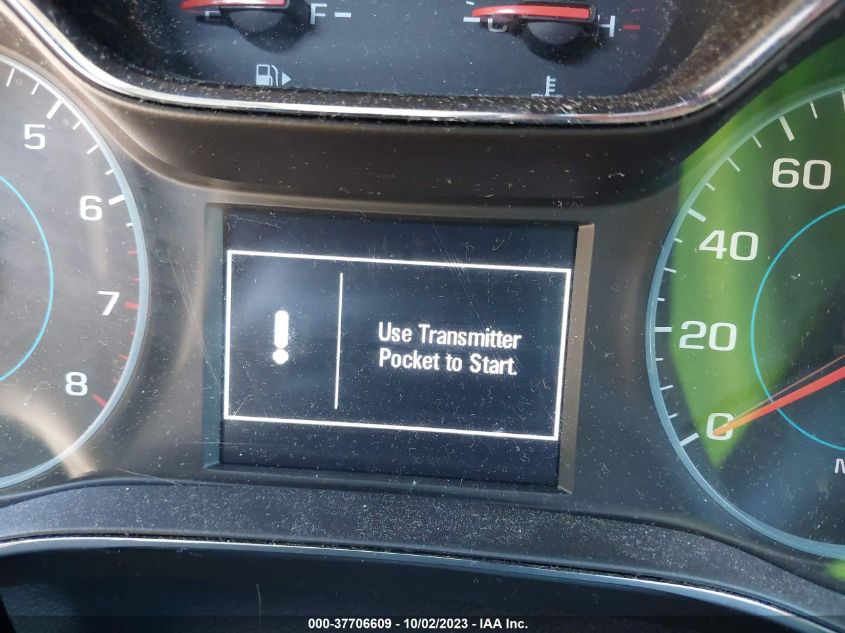 F
C
H
5
6
7
8
Use Transmitter
Pocket to Start.
60
40
20
0
000-37706609 - 10/02/2023 - IAA Inc.